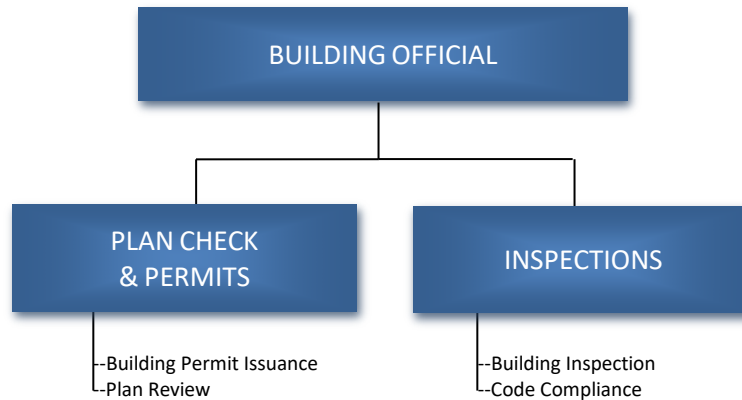 BUILDING OFFICIAL
PLAN CHECK
& PERMITS
INSPECTIONS
--Building Permit Issuance
--Plan Review
--Building Inspection
--Code Compliance